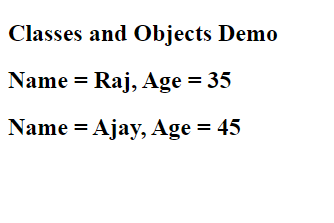 Classes and Objects Demo
Name = Raj, Age = 35
Name = Ajay, Age = 45